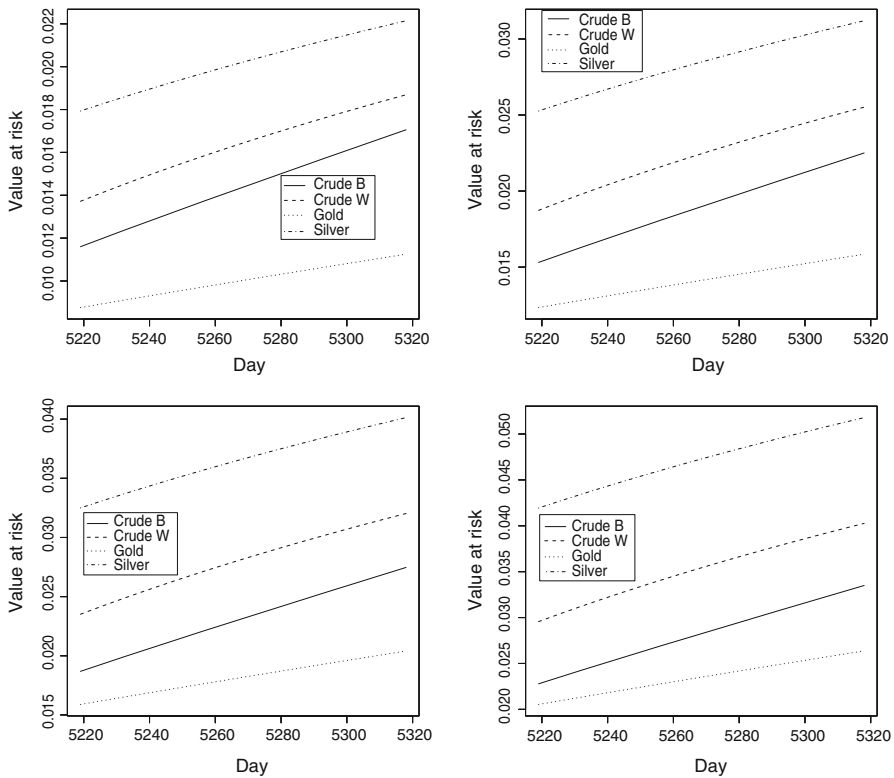 Value at risk
0.022
0.020
0.018
0.016
0.014
0.012
0.010
Crude B
Crude W
Gold
Silver
5220 5240 5260 5280 5300 5320
Day
Value at risk
0.030
0.025
0.020
0.015
Crude B
Crude W
Gold
Silver
5220 5240 5260 5280 5300 5320
Day
Value at risk
0.040
0.035
0.030
0.025
0.020
0.015
Crude B
Crude W
Gold
Silver
5220 5240 5260 5280 5300 5320
Day
Value at risk
0.050
0.045
0.040
0.035
0.030
0.025
0.020
Crude B
Crude W
Gold
Silver
5220 5240 5260 5280 5300 5320
Day